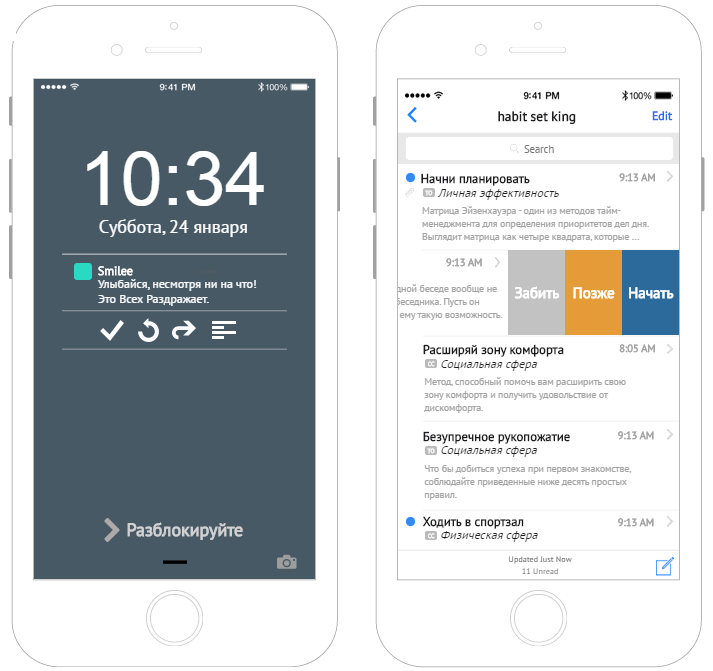 9:41 PM
100%
10:34
Суббота, 24 января
Smilee
Улыбайся, несмотря ни на что!
Это Всех Раздражает.
Разблокируйте
9:41 PM
100%
habit set king
Edit
Search
Начни планировать
9:13 AM
TO
Личная эффективность
Матрица Эйзенхауэра - один из методов тайм-
менеджмента для определения приоритетов дел дня.
Выглядит матрица как четыре квадрата, которые ...
9:13 AM
дной беседе вообще не
беседника. Пусть он
ему такую возможность.
Забить
Позже
Начать
Расширяй зону комфорта
8:05 AM
CC
Социальная сфера
Метод, способный помочь вам расширить свою
зону комфорта и получить удовольствие от
дискомфорта.
Безупречное рукопожатие
9:13 AM
TO
Социальная сфера
Что бы добиться успеха при первом знакомстве,
соблюдайте приведенные ниже десять простых
правил.
Ходить в спортзал
9:13 AM
CC
Физическая сфера
Updated Just Now
11 Unread